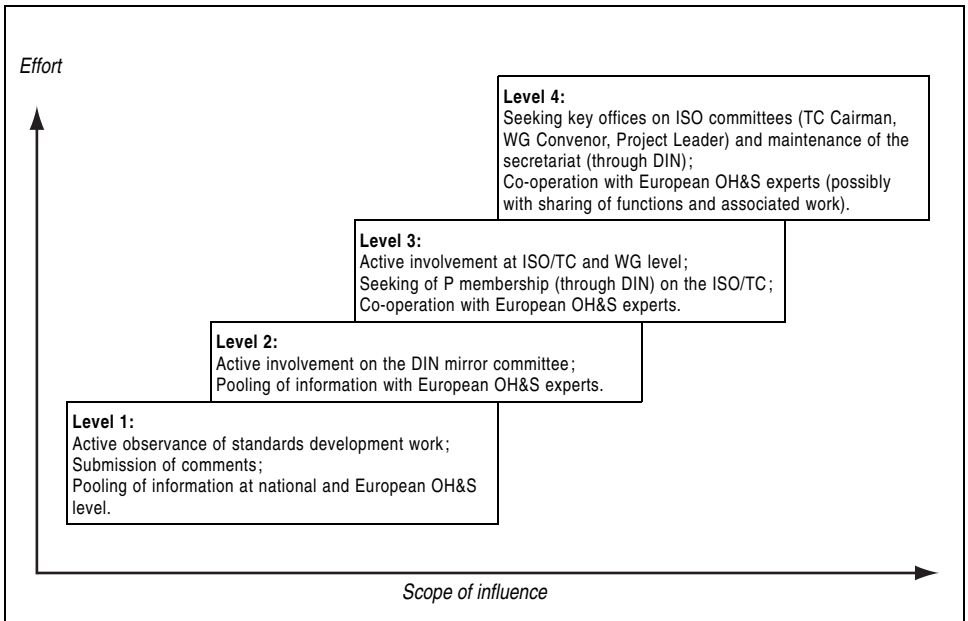 Effort
Level 4:
Seeking key offices on ISO committees (TC Cairman,
WG Convenor, Project Leader) and maintenance of the
secretariat (through DIN);
Co-operation with European OH&S experts (possibly
with sharing of functions and associated work).
Level 3:
Active involvement at ISO/TC and WG level;
Seeking of P membership (through DIN) on the ISO/TC;
Co-operation with European OH&S experts.
Level 2:
Active involvement on the DIN mirror committee;
Pooling of information with European OH&S experts.
Level 1:
Active observance of standards development work;
Submission of comments;
Pooling of information at national and European OH&S
level.
Scope of influence